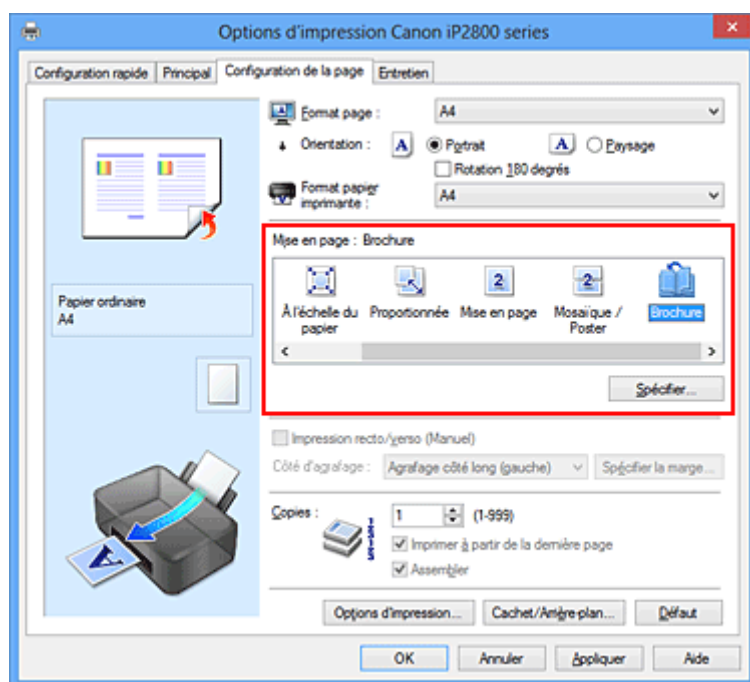 Options d'impression Canon iP2800 series
Configuration rapide Principal Configuration de la page Entretien
Format page : A4
Orientation : A Portrait A Paysage
Rotation 180 degrés
Format papier imprimante : A4
Mise en page : Brochure
À l'échelle du papier
Proportionnée
2 Mise en page
2 Mosaïque / Poster
Brochure
Spécifier...
Papier ordinaire
A4
Impression recto/verso (Manuel)
Côté d'agrafage : Agrafage côté long (gauche) Spécifier la marge...
Copies : 1 (1-999)
Imprimer à partir de la dernière page
Assembler
A
Options d'impression... Cachet/Arrière-plan... Défaut
OK Annuler Appliquer Aide